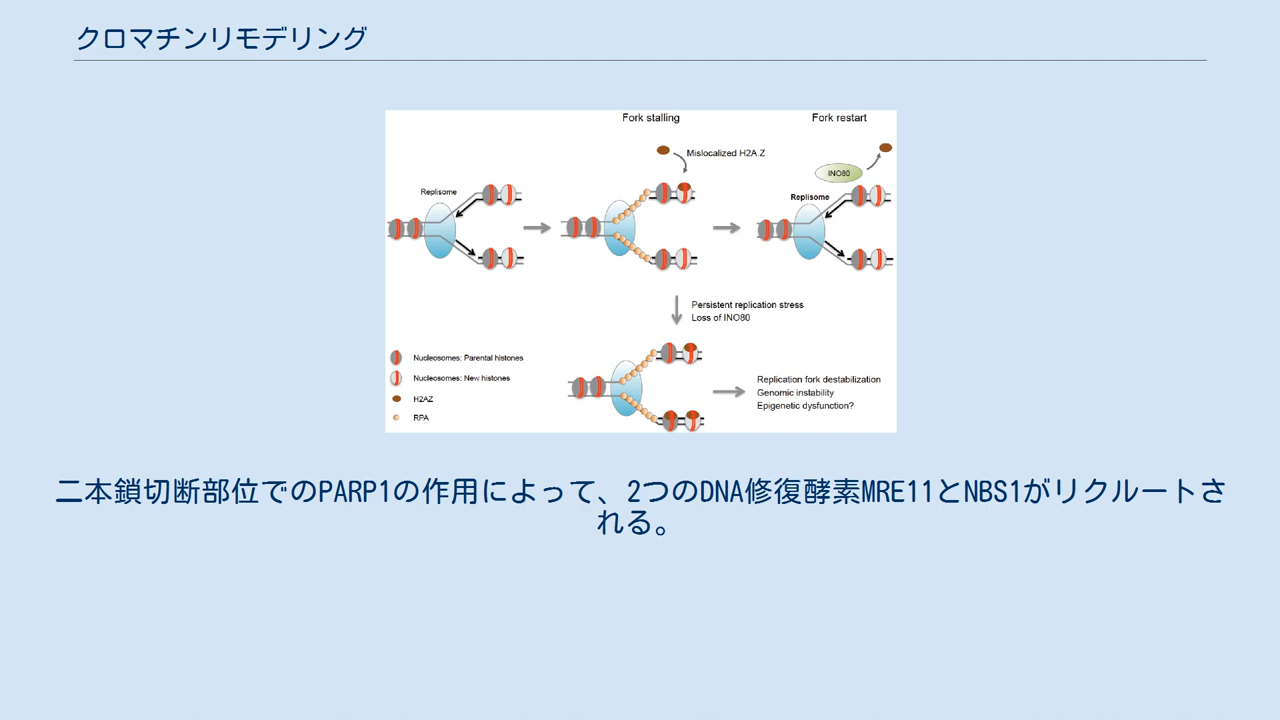 クロマチンリモデリング
Fork stalling
Fork restart
Mislocalized H2A.Z
INO80
Replisome
Replisome
Persistent replication stress
Loss of INO80
Nucleosomes: Parental histones
Nucleosomes: New histones
H2AZ
RPA
Replication fork destabilization
Genomic instability
Epigenetic dysfunction?
二本鎖切断部位でのPARP1の作用によって、2つのDNA修復酵素MRE11とNBS1がリクルートさ
れる。